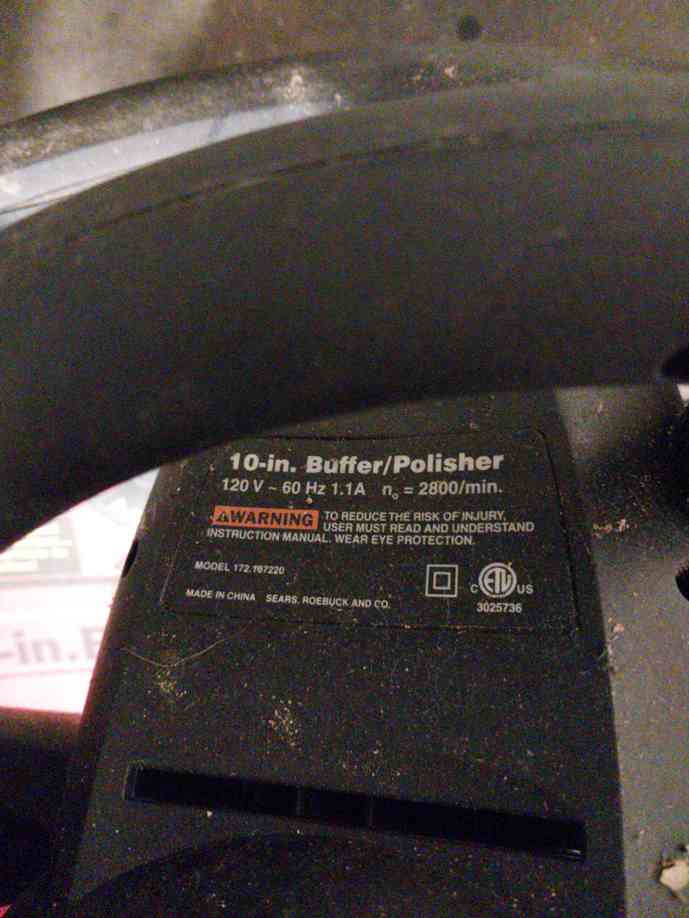 10-in. Buffer/Polisher
120 V ~ 60 Hz 1.1A n₀ = 2800/min.
⚠WARNING TO REDUCE THE RISK OF INJURY,
USER MUST READ AND UNDERSTAND
INSTRUCTION MANUAL. WEAR EYE PROTECTION.
MODEL 172.167220
MADE IN CHINA SEARS, ROEBUCK AND CO.
C ETL US
3025736
-in.